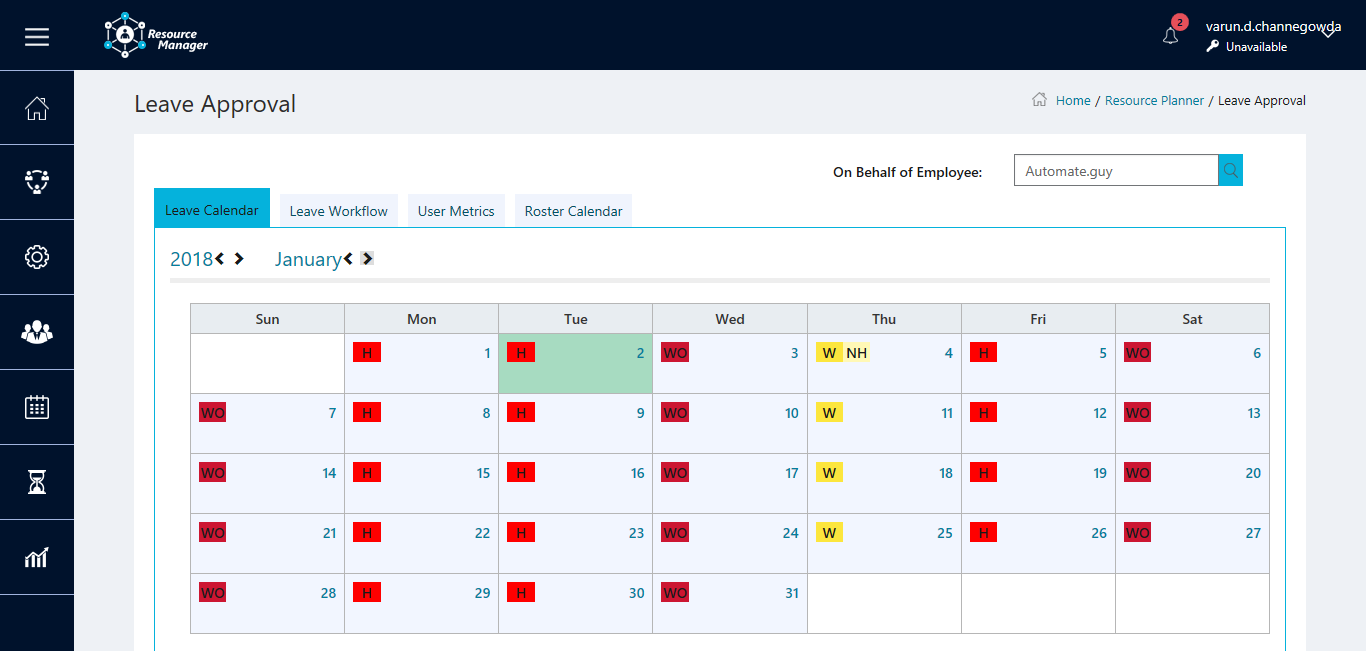 Resource
Manager
2
varun.d.channegowda
Unavailable
Leave Approval
Home / Resource Planner / Leave Approval
On Behalf of Employee: Automate.guy
Leave Calendar Leave Workflow User Metrics Roster Calendar
2018 January
Sun Mon Tue Wed Thu Fri Sat
H 1 H 2 WO 3 W NH 4 H 5 WO 6
WO 7 H 8 H 9 WO 10 W 11 H 12 WO 13
WO 14 H 15 H 16 WO 17 W 18 H 19 WO 20
WO 21 H 22 H 23 WO 24 W 25 H 26 WO 27
WO 28 H 29 H 30 WO 31